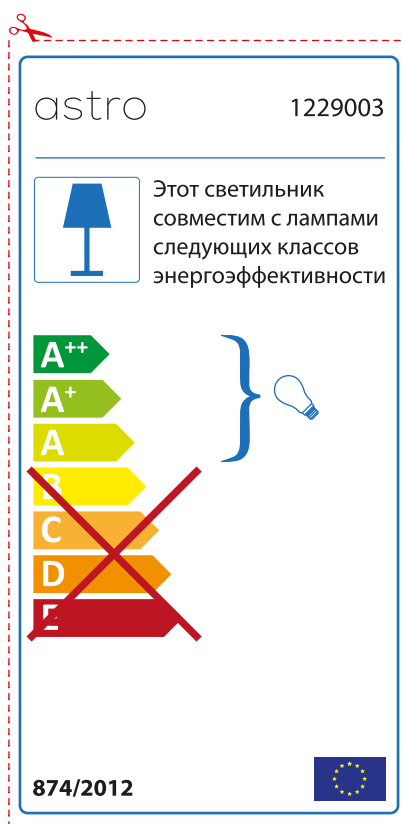 astro
1229003
Этот светильник
совместим с лампами
следующих классов
энергоэффективности
A++
A+
A
B
C
D
E
874/2012